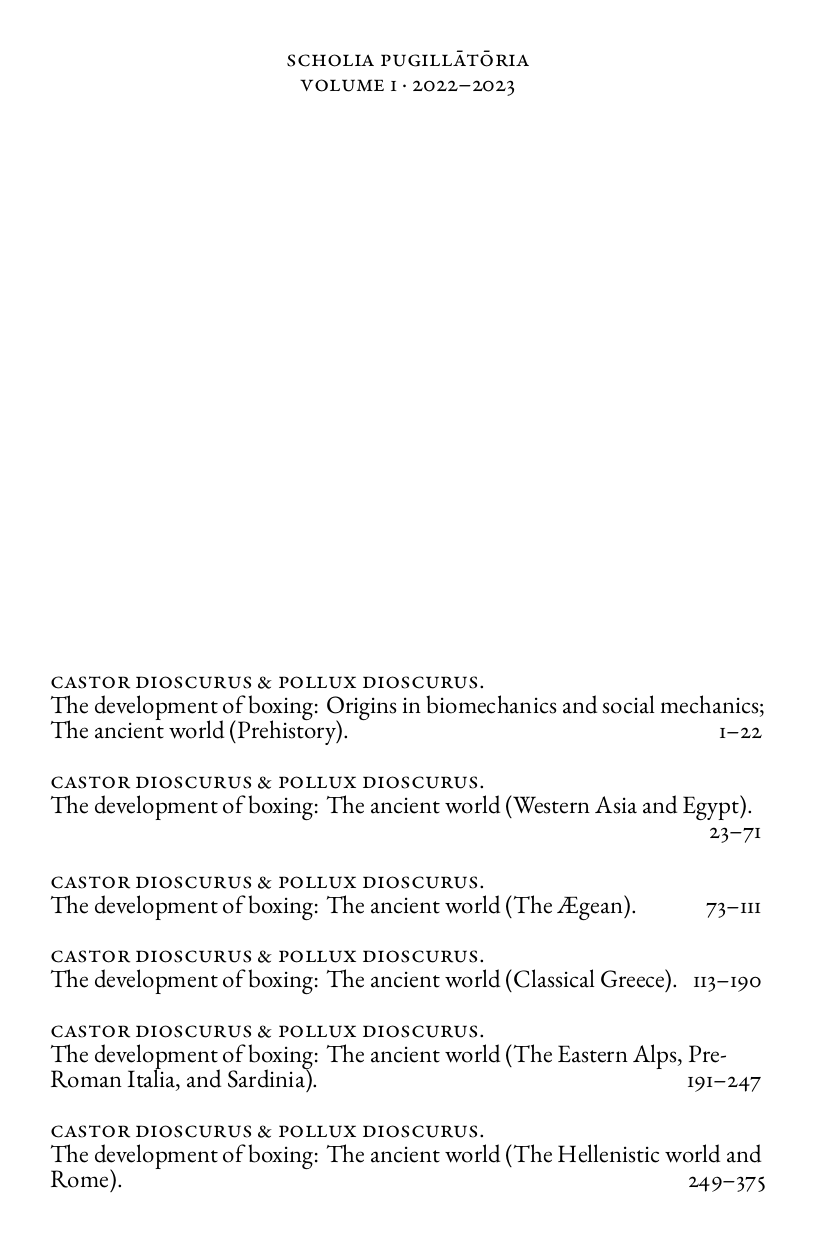 SCHOLIA PUGILLĀTŌRIA
VOLUME I · 2022–2023
CASTOR DIOSCURUS & POLLUX DIOSCURUS.
The development of boxing: Origins in biomechanics and social mechanics;
The ancient world (Prehistory). 1–22
CASTOR DIOSCURUS & POLLUX DIOSCURUS.
The development of boxing: The ancient world (Western Asia and Egypt).
23–71
CASTOR DIOSCURUS & POLLUX DIOSCURUS.
The development of boxing: The ancient world (The Ægean). 73–111
CASTOR DIOSCURUS & POLLUX DIOSCURUS.
The development of boxing: The ancient world (Classical Greece). 113–190
CASTOR DIOSCURUS & POLLUX DIOSCURUS.
The development of boxing: The ancient world (The Eastern Alps, Pre-
Roman Italia, and Sardinia). 191–247
CASTOR DIOSCURUS & POLLUX DIOSCURUS.
The development of boxing: The ancient world (The Hellenistic world and
Rome). 249–375